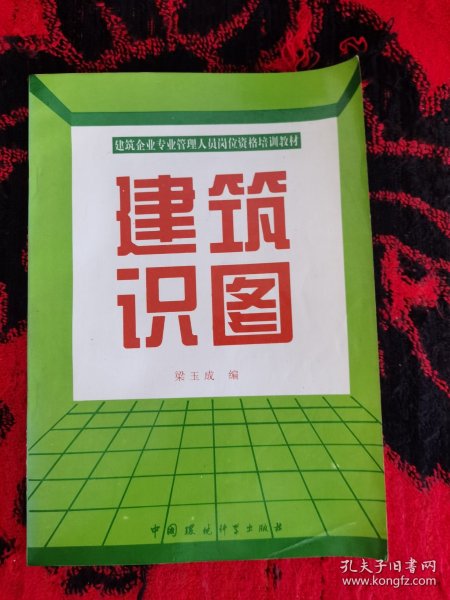 建筑企业专业管理人员岗位资格培训教材
建筑
识图
梁玉成 编
中国环境科学出版社
孔夫子旧书网
www.kongfz.com